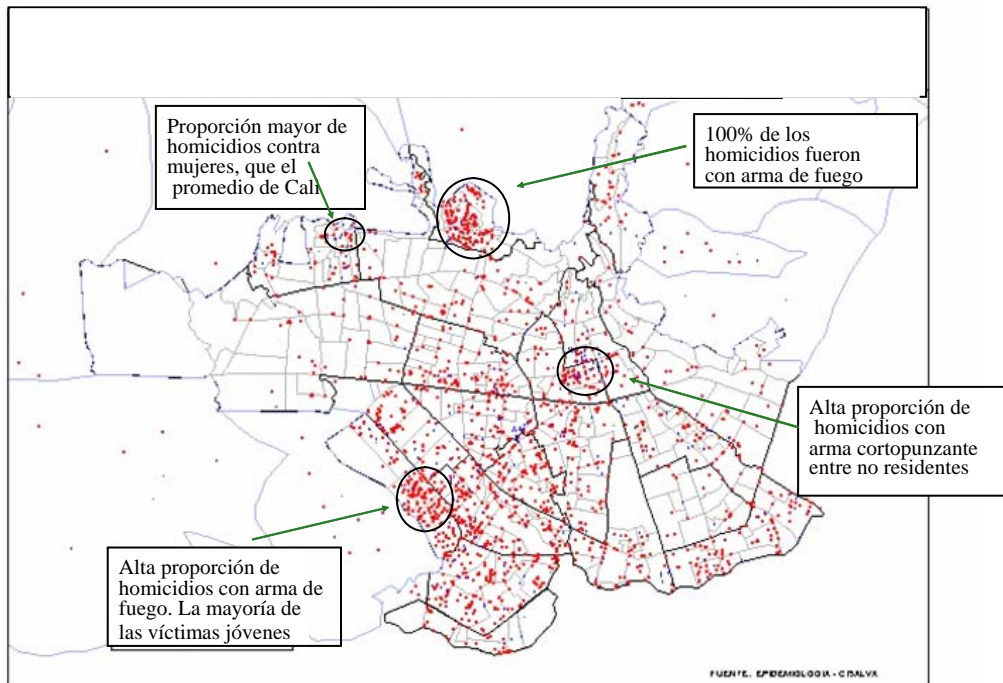 Proporción mayor de
homicidios contra
mujeres, que el
promedio de Cali
100% de los
homicidios fueron
con arma de fuego
Alta proporción de
homicidios con
arma cortopunzante
entre no residentes
Alta proporción de
homicidios con arma de
fuego. La mayoría de
las víctimas jóvenes
FUENTE. EPIDEMIOLOGIA - CISALVA